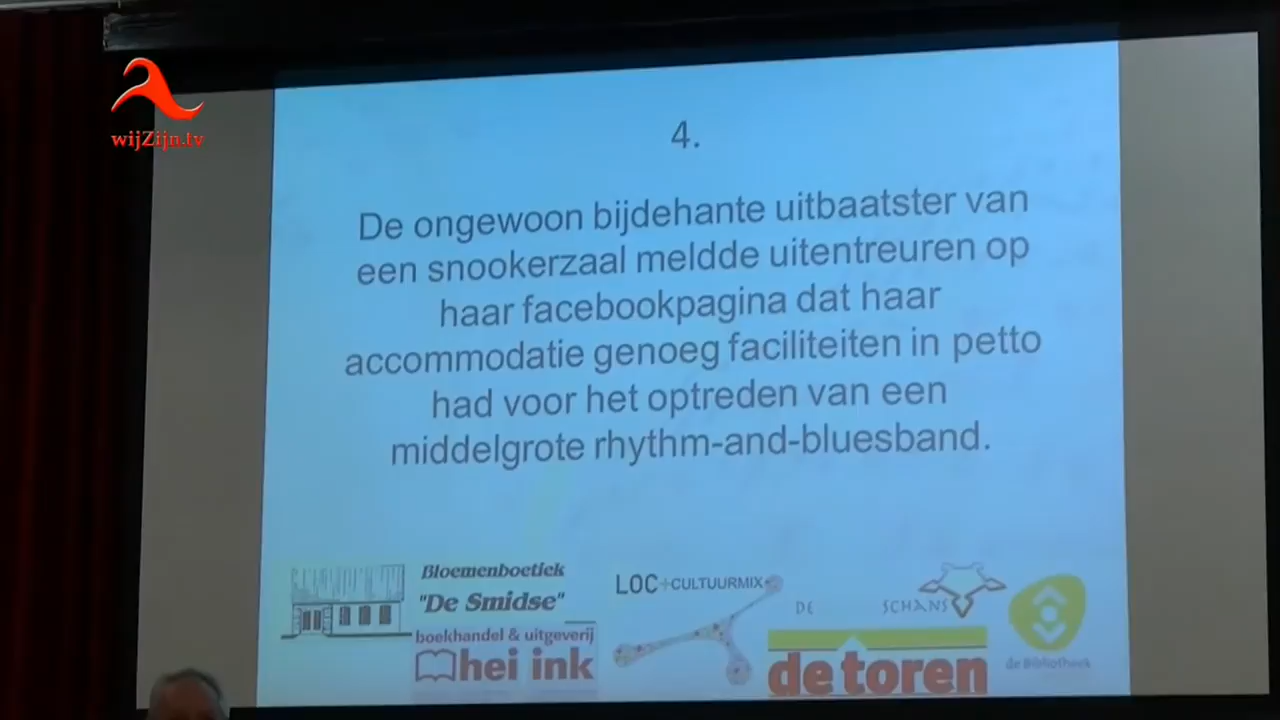 wijZijn.tv
4.
De ongewoon bijdehante uitbaatster van
een snookerzaal meldde uitentreuren op
haar facebookpagina dat haar
accommodatie genoeg faciliteiten in petto
had voor het optreden van een
middelgrote rhythm-and-bluesband.
Bloemenboetiek
"De Smidse"
boekhandel & uitgeverij
hei ink
LOC+CULTUURMIX
DE SCHANS
de toren
de Bibliotheek